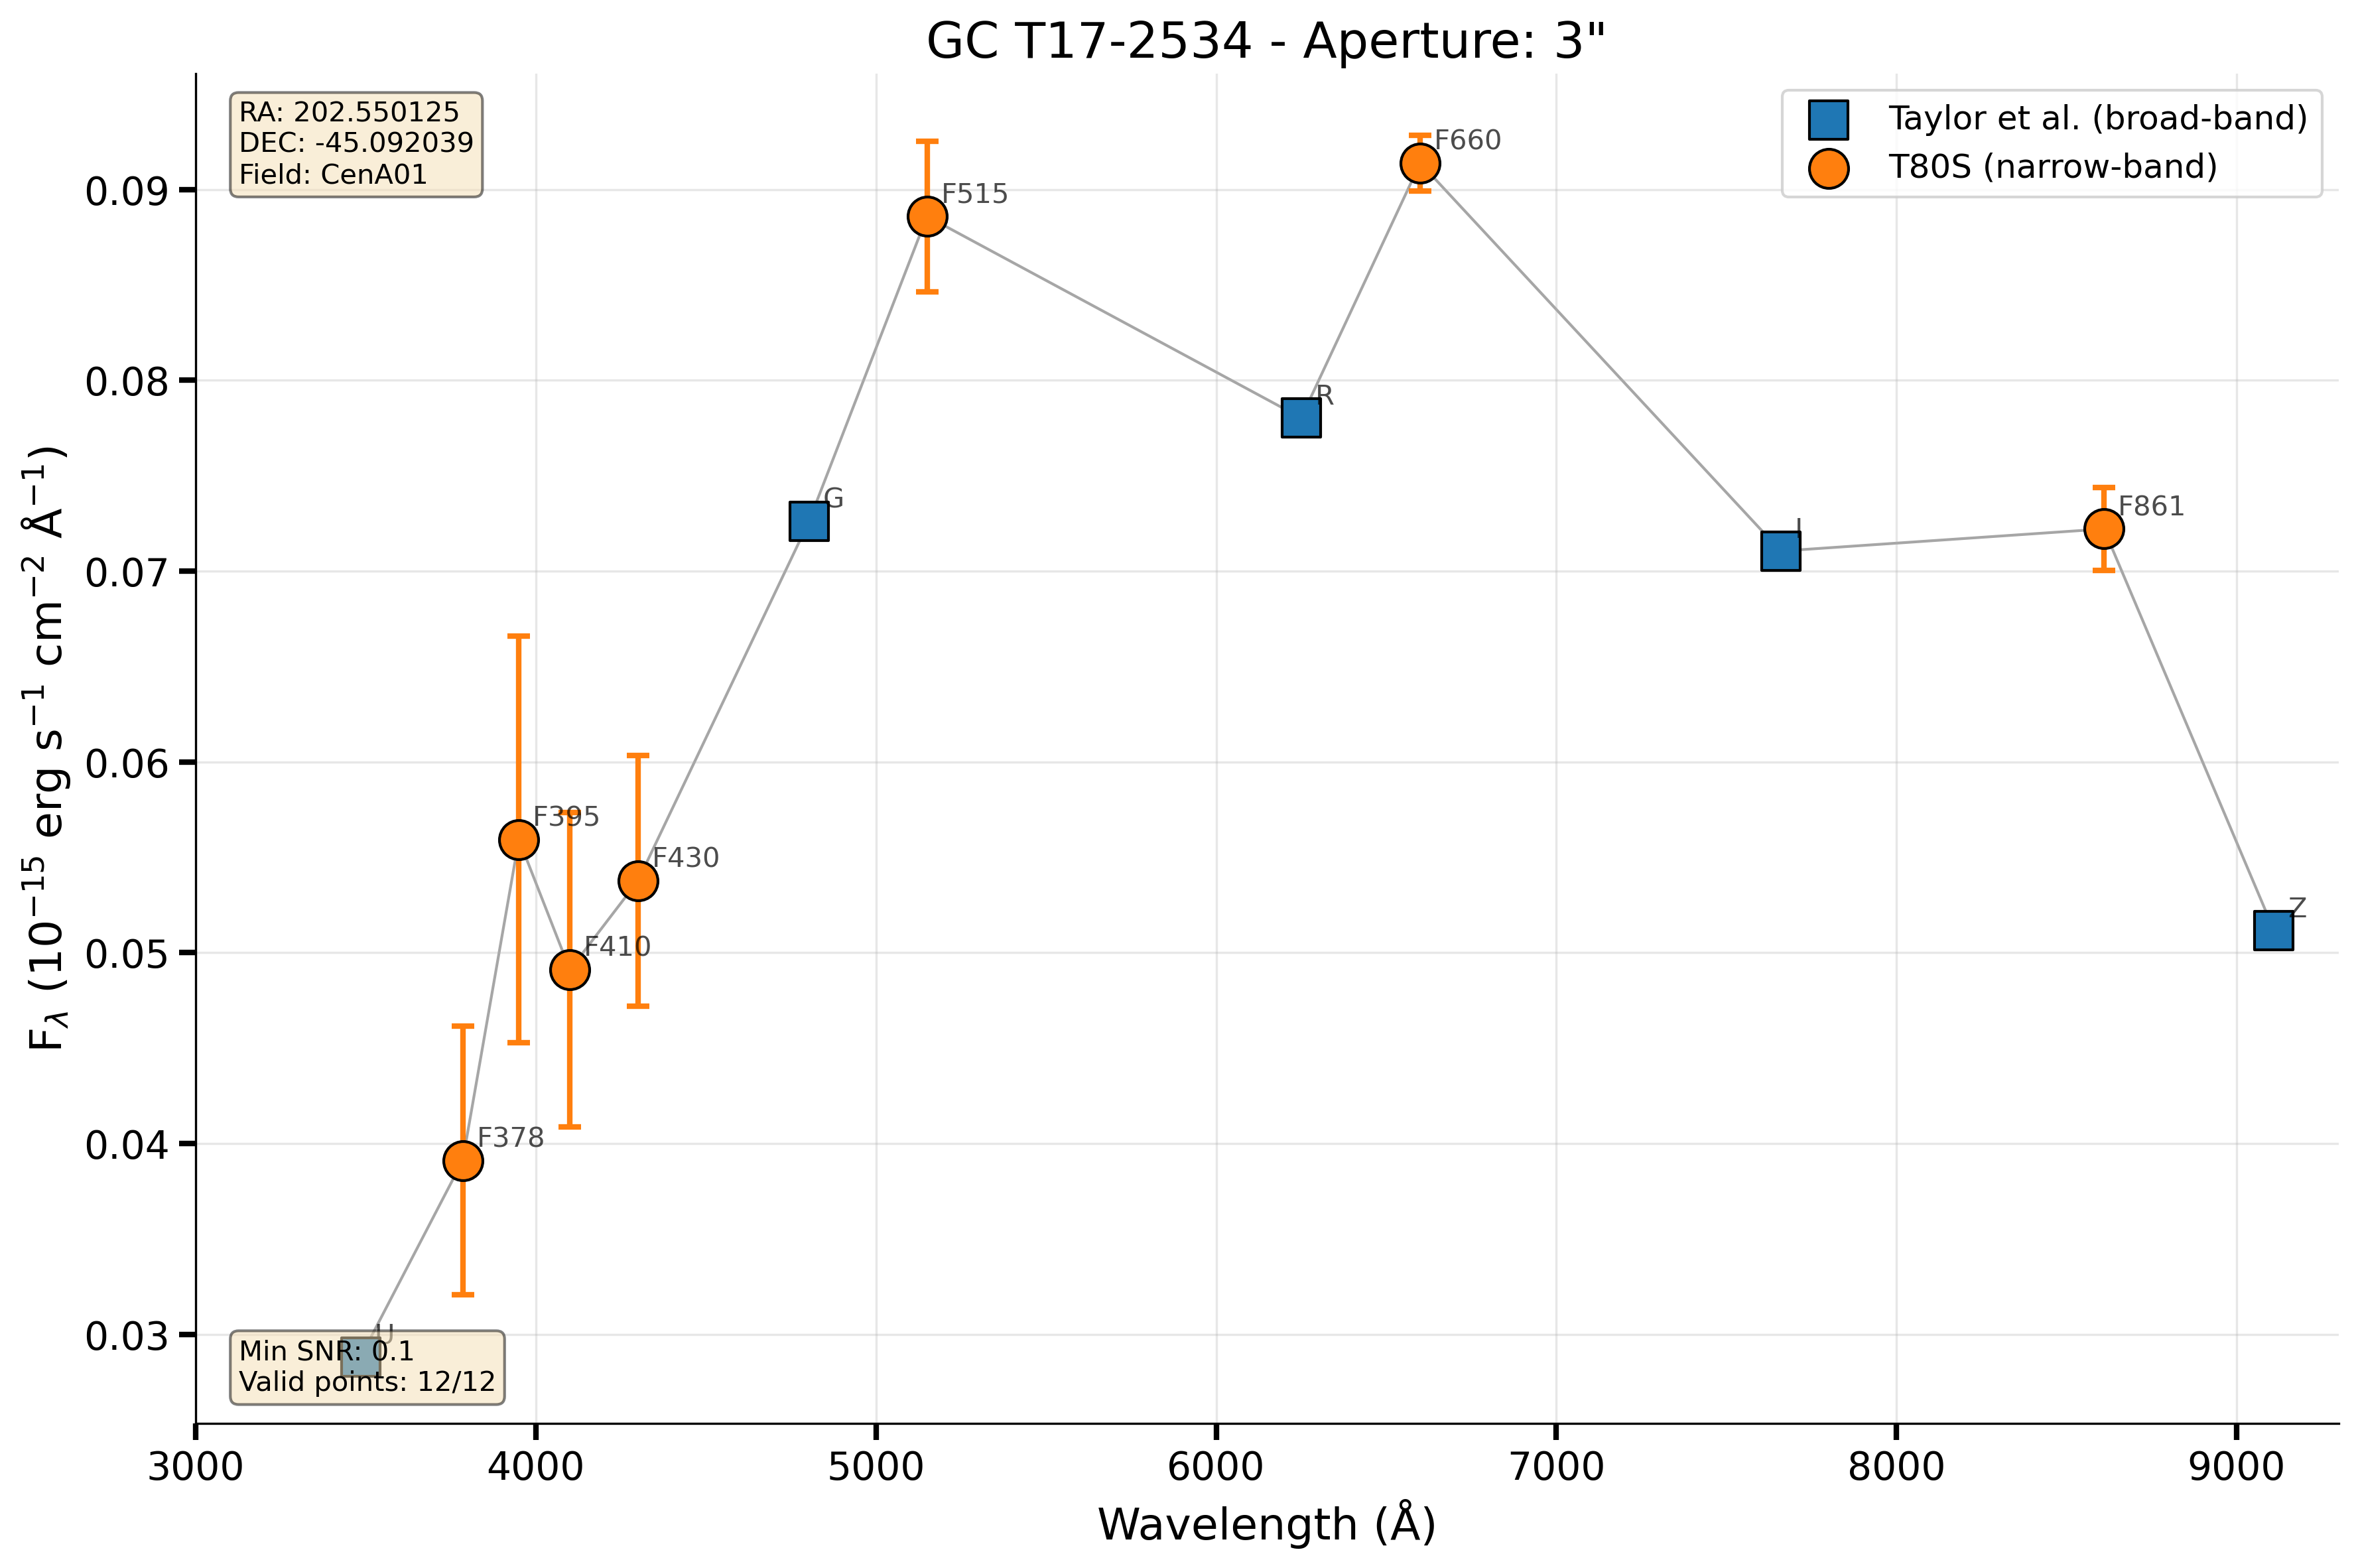 GC T17-2534 - Aperture: 3"
RA: 202.550125
DEC: -45.092039
Field: CenA01
Taylor et al. (broad-band)
T80S (narrow-band)
F660
F515
R
G
I
F861
F395
F430
F410
Z
F378
U
Min SNR: 0.1
Valid points: 12/12
0.09
0.08
0.07
0.06
0.05
0.04
0.03
F_λ (10⁻¹⁵ erg s⁻¹ cm⁻² Å⁻¹)
3000 4000 5000 6000 7000 8000 9000
Wavelength (Å)